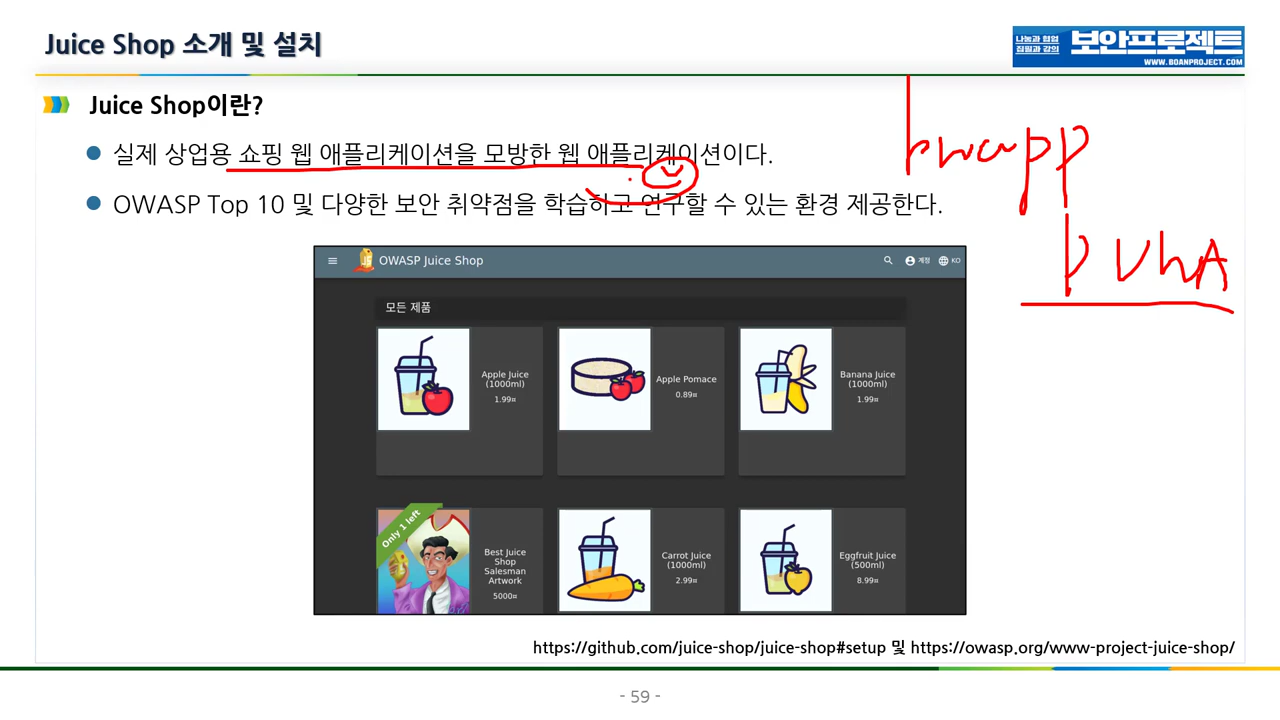 Juice Shop 소개 및 설치
나눔과 협업
집필과 강의
보안프로젝트
WWW.BOANPROJECT.COM
Juice Shop이란?
실제 상업용 쇼핑 웹 애플리케이션을 모방한 웹 애플리케이션이다.
OWASP Top 10 및 다양한 보안 취약점을 학습하고 연구할 수 있는 환경 제공한다.
bwapp
OWASP Juice Shop
계정
KO
JS
모든 제품
Apple Juice
(1000ml)
1.99¤
Apple Pomace
0.89¤
Banana Juice
(1000ml)
1.99¤
Only 1 left
Best Juice
Shop
Salesman
Artwork
5000¤
Carrot Juice
(1000ml)
2.99¤
Eggfruit Juice
(500ml)
8.99¤
https://github.com/juice-shop/juice-shop#setup 및 https://owasp.org/www-project-juice-shop/
- 59 -